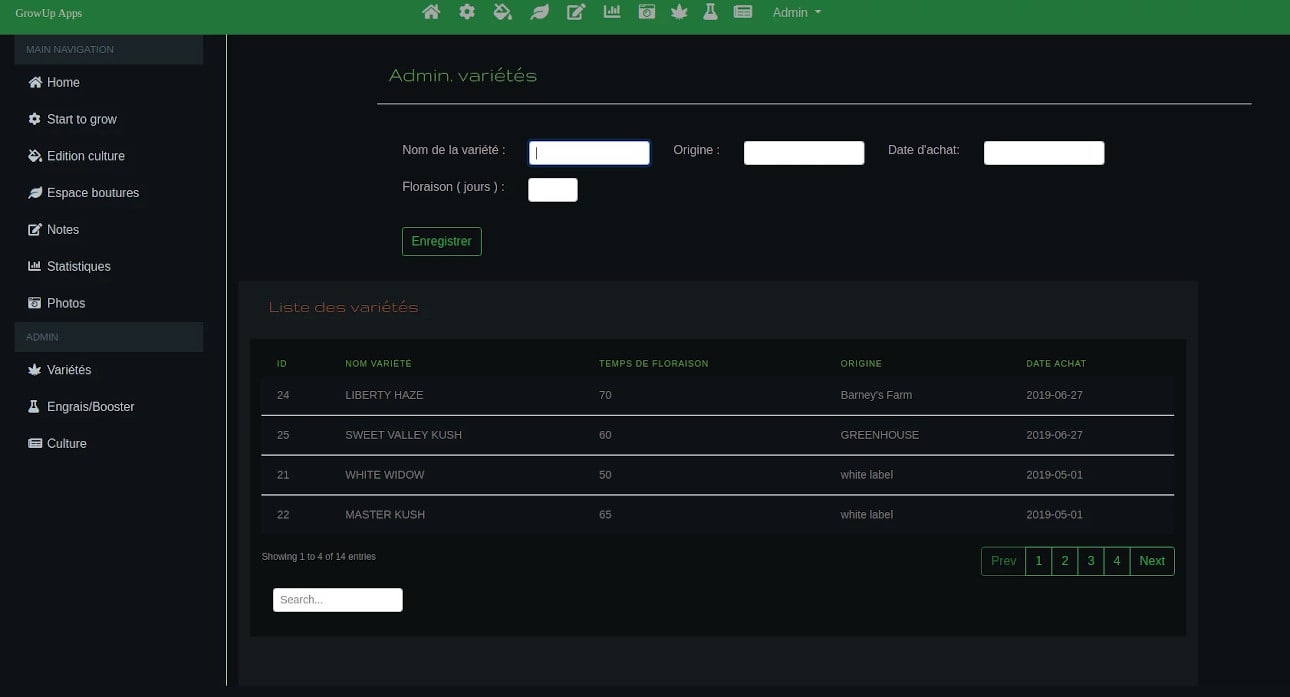 GrowUp Apps
Admin
MAIN NAVIGATION
Home
Start to grow
Edition culture
Espace boutures
Notes
Statistiques
Photos
ADMIN
Variétés
Engrais/Booster
Culture
Admin. variétés
Nom de la variété : Origine : Date d'achat:
Floraison ( jours ) :
Enregistrer
Liste des variétés
ID NOM VARIÉTÉ TEMPS DE FLORAISON ORIGINE DATE ACHAT
24 LIBERTY HAZE 70 Barney's Farm 2019-06-27
25 SWEET VALLEY KUSH 60 GREENHOUSE 2019-06-27
21 WHITE WIDOW 50 white label 2019-05-01
22 MASTER KUSH 65 white label 2019-05-01
Showing 1 to 4 of 14 entries
Prev 1 2 3 4 Next
Search...